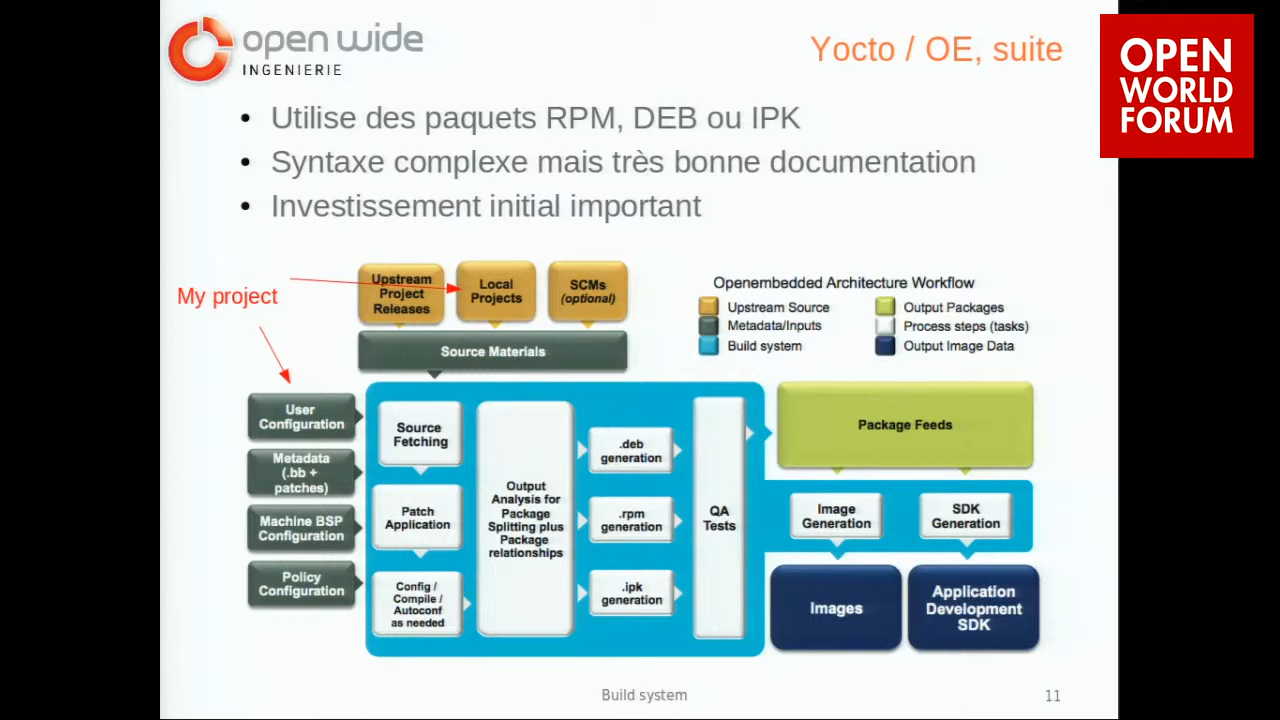 open wide
INGENIERIE
Yocto / OE, suite
OPEN
WORLD
FORUM
• Utilise des paquets RPM, DEB ou IPK
• Syntaxe complexe mais très bonne documentation
• Investissement initial important
My project
Upstream
Project
Releases
Local
Projects
SCMs
(optional)
Source Materials
Openembedded Architecture Workflow
Upstream Source
Metadata/Inputs
Build system
Output Packages
Process steps (tasks)
Output Image Data
User
Configuration
Metadata
(.bb +
patches)
Machine BSP
Configuration
Policy
Configuration
Source
Fetching
Patch
Application
Config /
Compile /
Autoconf
as needed
Output
Analysis for
Package
Splitting plus
Package
relationships
.deb
generation
.rpm
generation
.ipk
generation
QA
Tests
Package Feeds
Image
Generation
SDK
Generation
Images
Application
Development
SDK
Build system
11